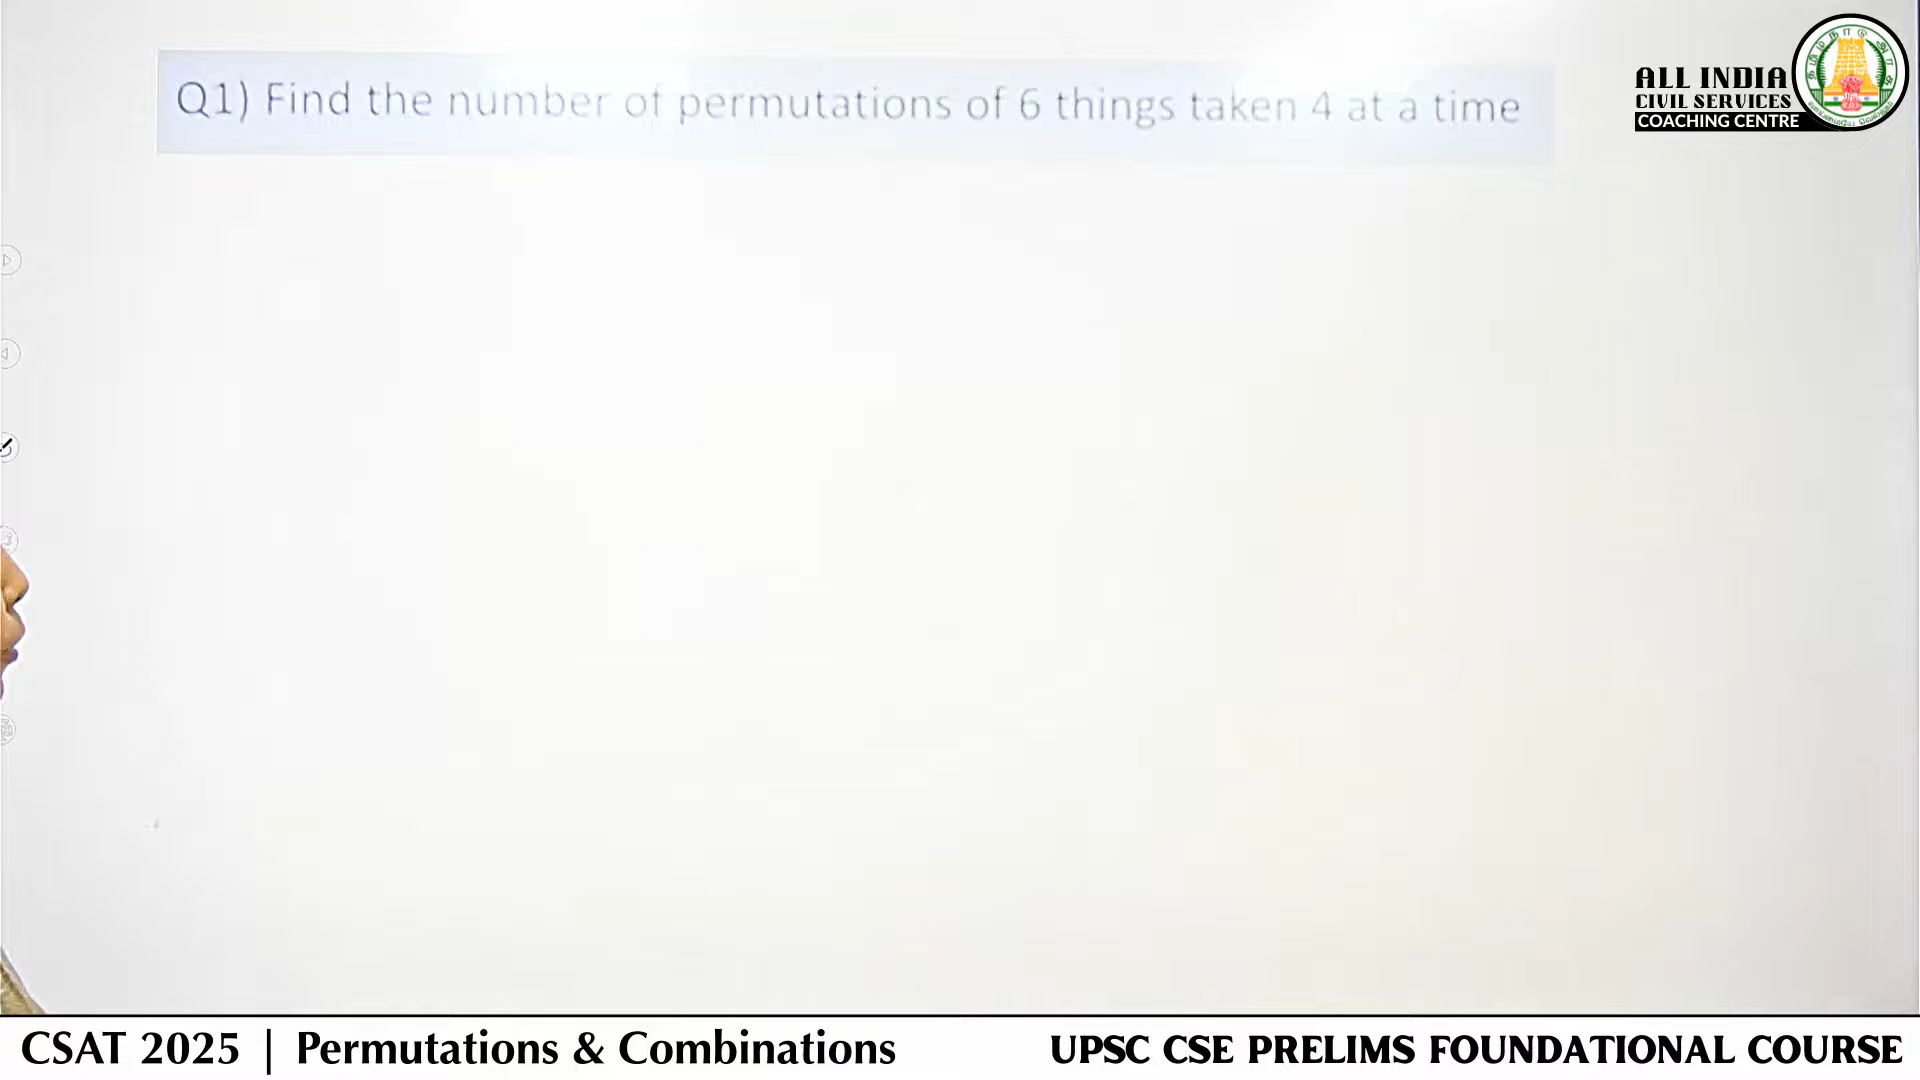 Q1) Find the number of permutations of 6 things taken 4 at a time
ALL INDIA
CIVIL SERVICES
COACHING CENTRE
CSAT 2025 | Permutations & Combinations
UPSC CSE PRELIMS FOUNDATIONAL COURSE